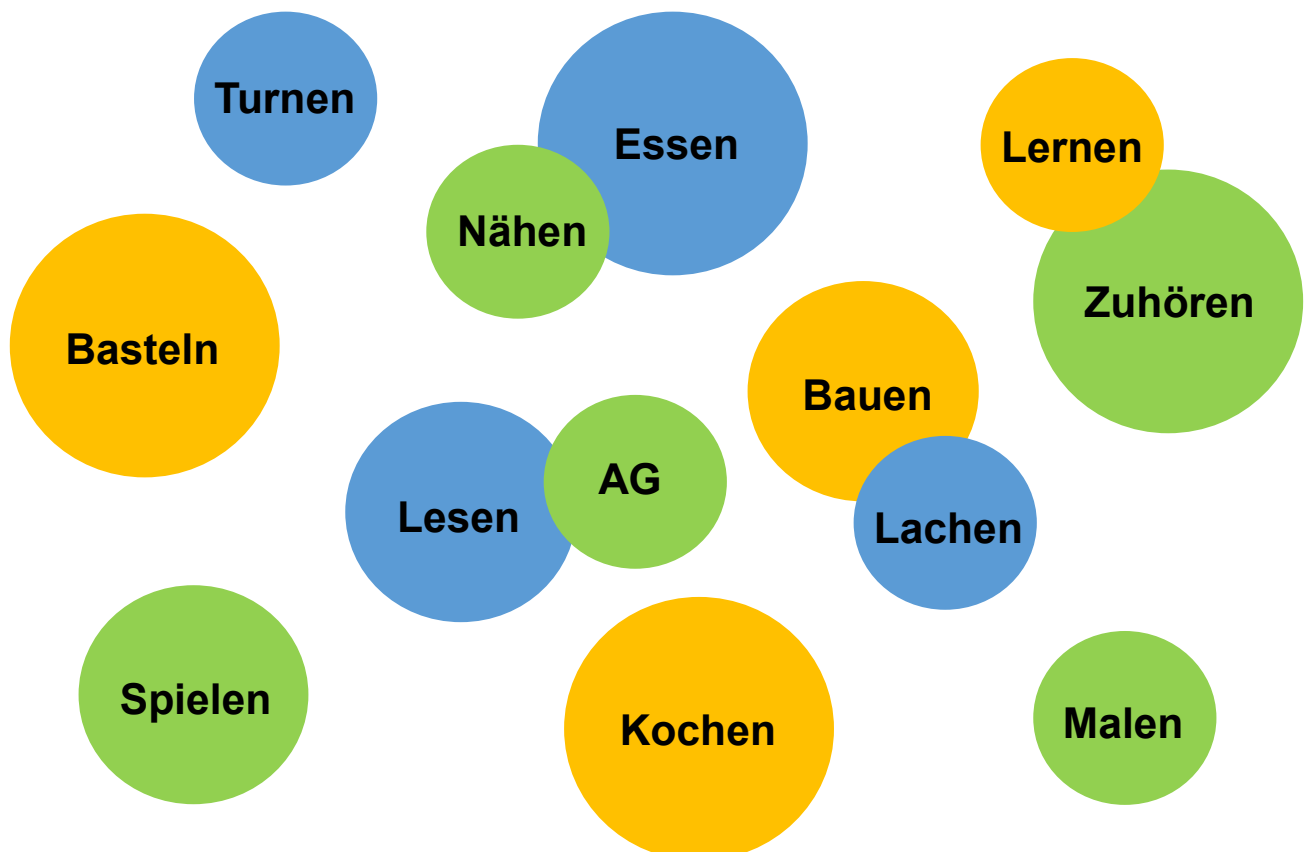 Turnen
Essen
Lernen
Nähen
Zuhören
Basteln
Bauen
AG
Lesen
Lachen
Spielen
Kochen
Malen